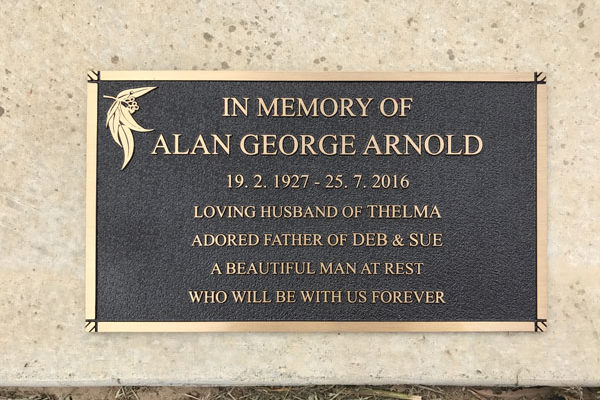 IN MEMORY OF
ALAN GEORGE ARNOLD
19. 2. 1927 - 25. 7. 2016
LOVING HUSBAND OF THELMA
ADORED FATHER OF DEB & SUE
A BEAUTIFUL MAN AT REST
WHO WILL BE WITH US FOREVER